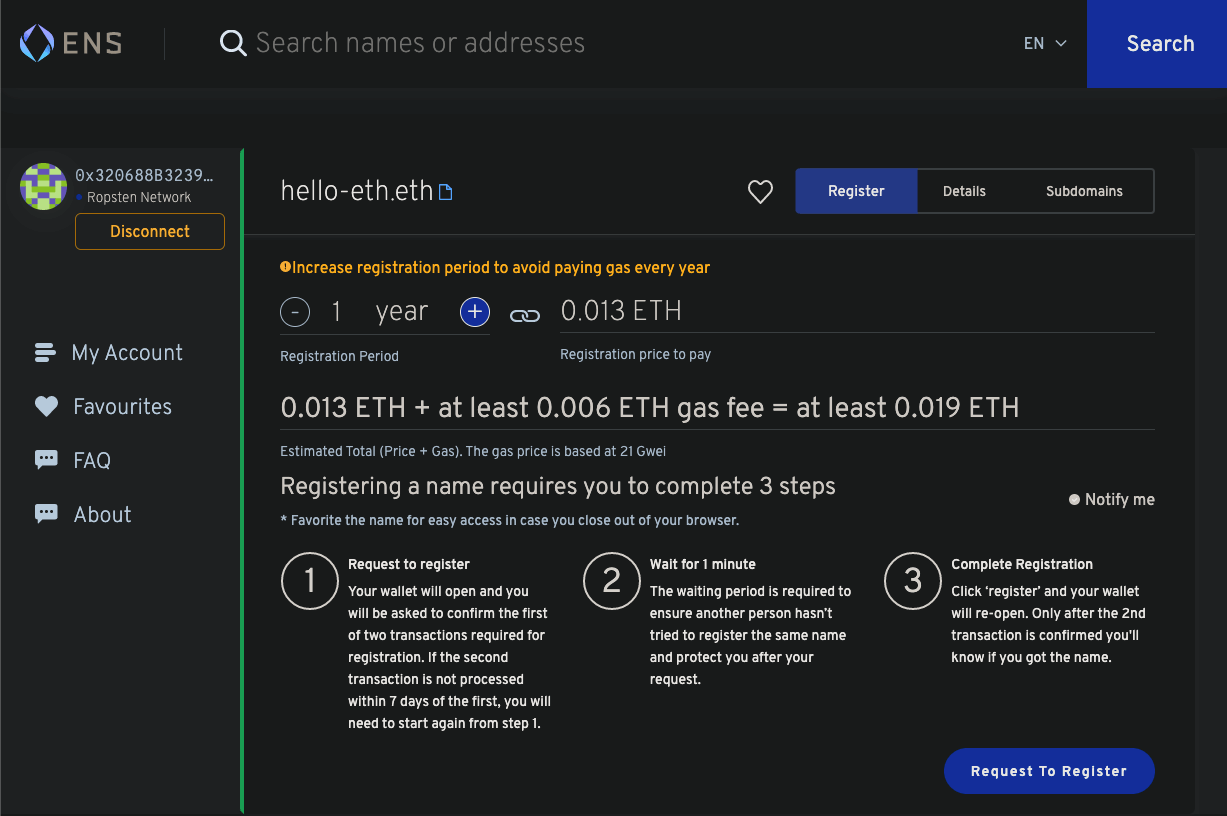 ENS
Search names or addresses
EN
Search
0x320688B3239...
Ropsten Network
Disconnect
My Account
Favourites
FAQ
About
hello-eth.eth
Register
Details
Subdomains
Increase registration period to avoid paying gas every year
- 1 year +
0.013 ETH
Registration Period
Registration price to pay
0.013 ETH + at least 0.006 ETH gas fee = at least 0.019 ETH
Estimated Total (Price + Gas). The gas price is based at 21 Gwei
Registering a name requires you to complete 3 steps
Notify me
* Favorite the name for easy access in case you close out of your browser.
1
Request to register
Your wallet will open and you
will be asked to confirm the first
of two transactions required for
registration. If the second
transaction is not processed
within 7 days of the first, you will
need to start again from step 1.
2
Wait for 1 minute
The waiting period is required to
ensure another person hasn’t
tried to register the same name
and protect you after your
request.
3
Complete Registration
Click ‘register’ and your wallet
will re-open. Only after the 2nd
transaction is confirmed you'll
know if you got the name.
Request To Register